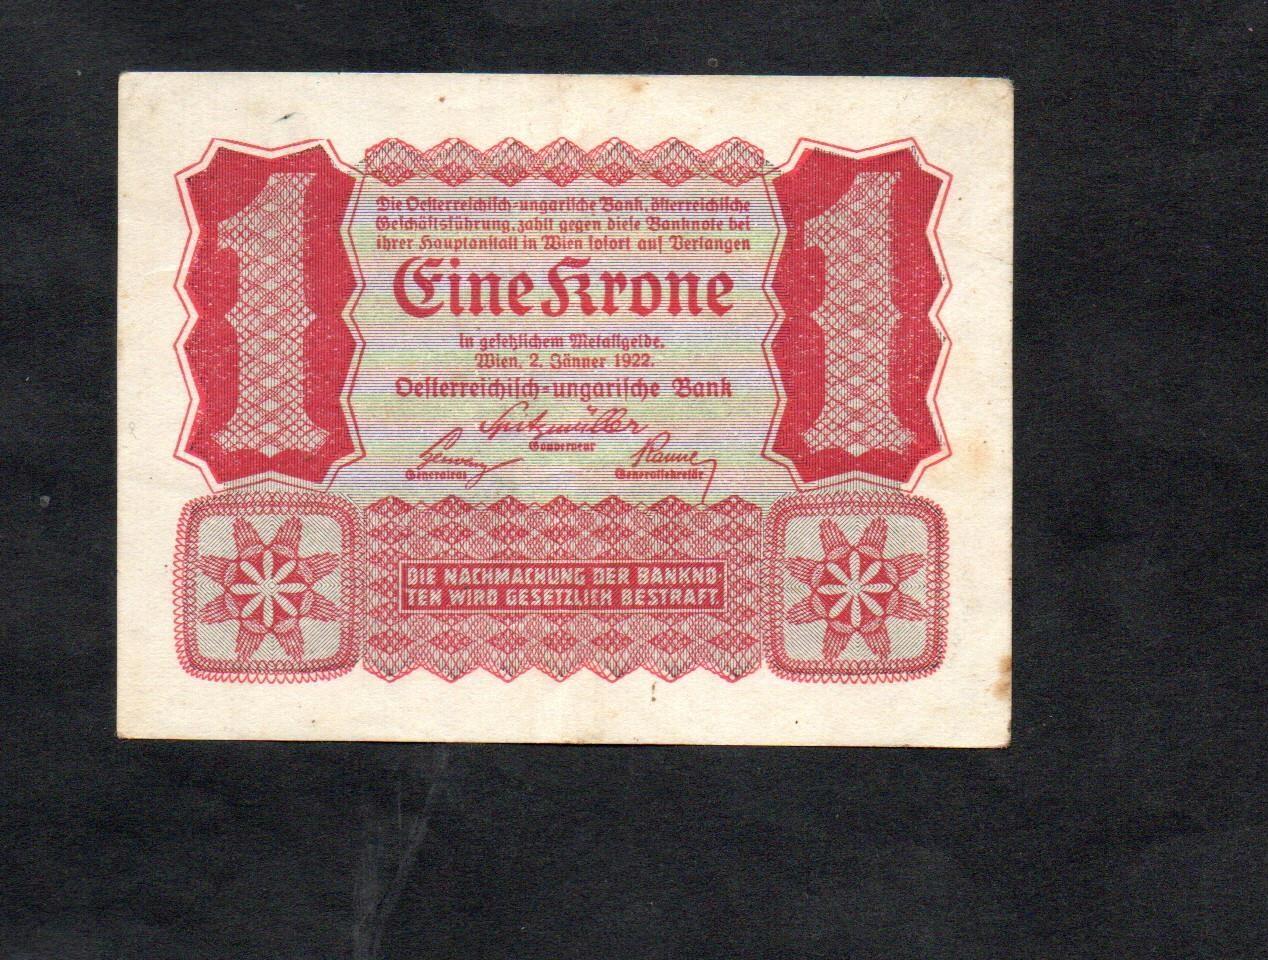 1
1
Die Oesterreichisch-ungarische Bank, österreichische
Geschäftsführung, zahlt gegen diese Banknote bei
ihrer Hauptanstalt in Wien sofort auf Verlangen
Eine Krone
in gesetzlichem Metallgelde.
Wien, 2. Jänner 1922.
Oesterreichisch-ungarische Bank
Spitzmüller
Gouverneur
Generalrat
Generalsekretär
DIE NACHMACHUNG DER BANKNO-
TEN WIRD GESETZLICH BESTRAFT.